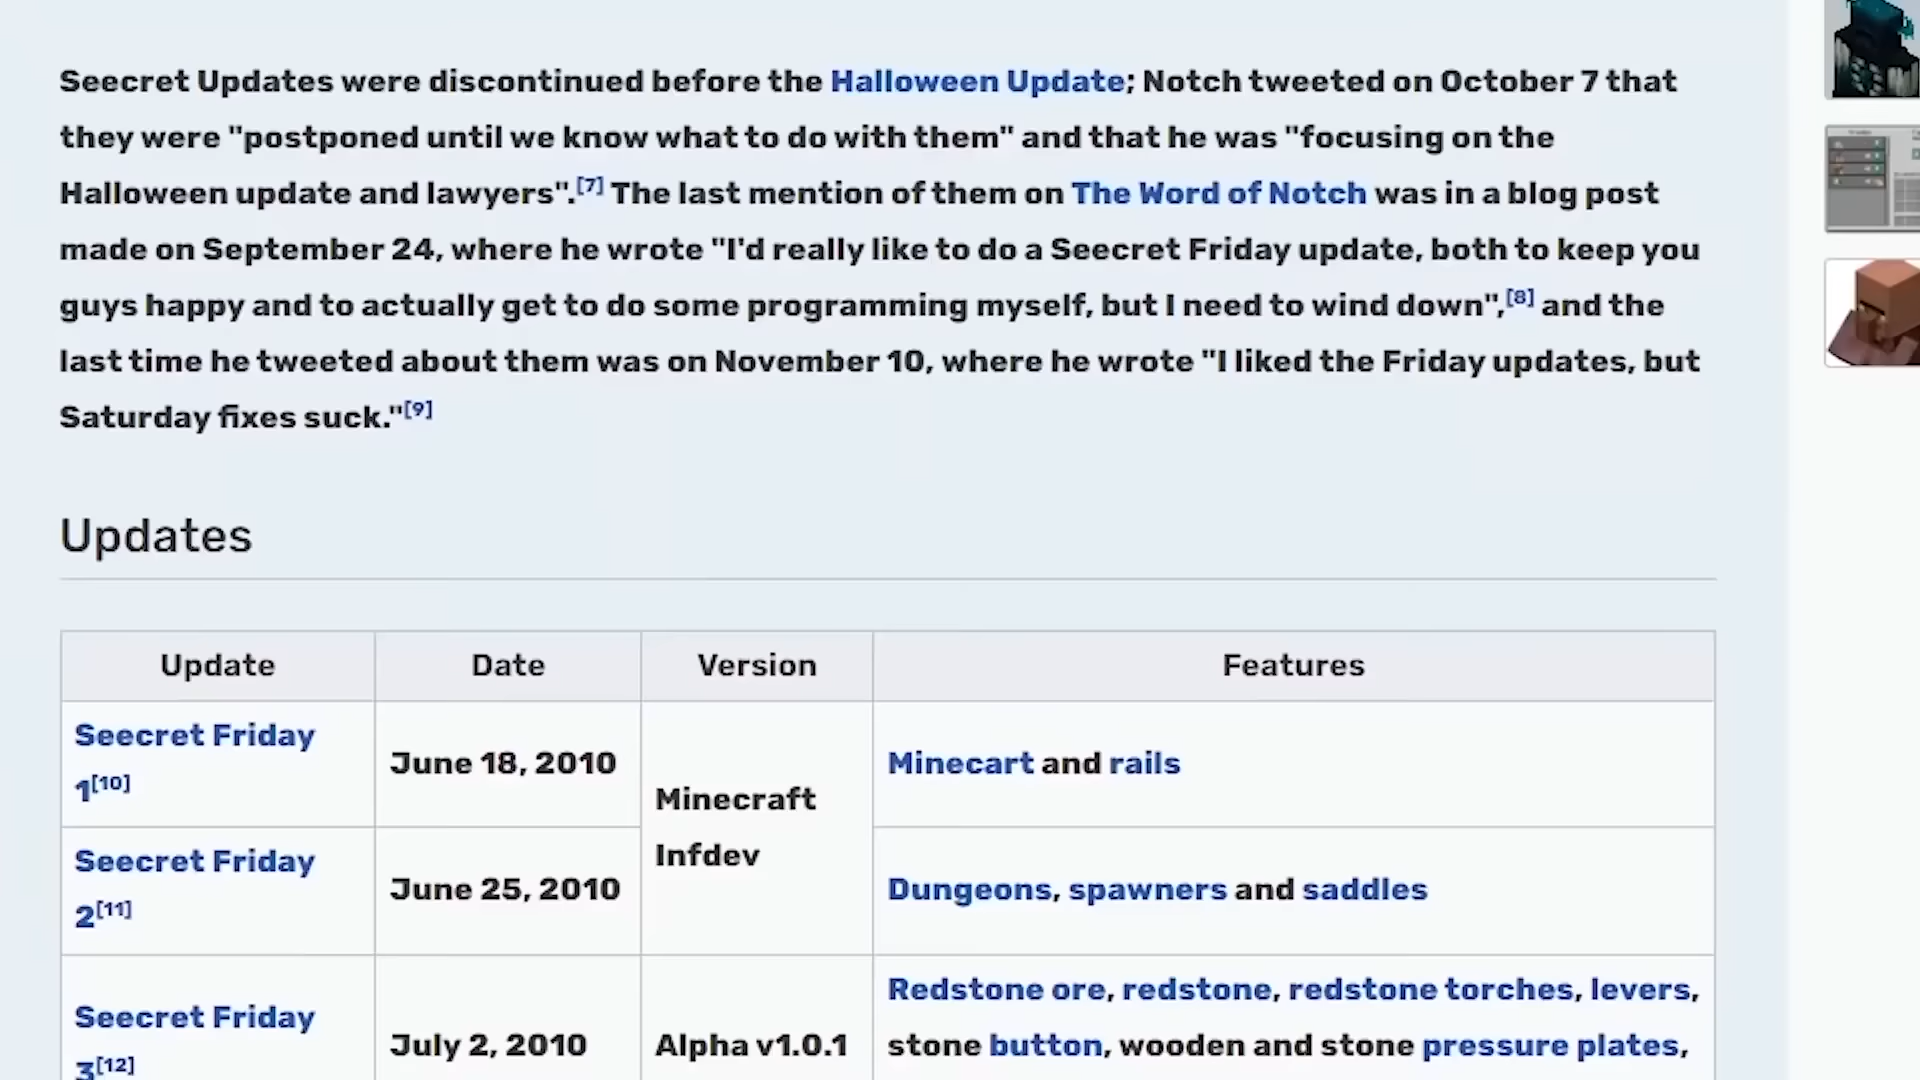 Seecret Updates were discontinued before the Halloween Update; Notch tweeted on October 7 that
they were "postponed until we know what to do with them" and that he was "focusing on the
Halloween update and lawyers".[7] The last mention of them on The Word of Notch was in a blog post
made on September 24, where he wrote "I'd really like to do a Seecret Friday update, both to keep you
guys happy and to actually get to do some programming myself, but I need to wind down",[8] and the
last time he tweeted about them was on November 10, where he wrote "I liked the Friday updates, but
Saturday fixes suck."[9]
Updates
Update Date Version Features
Seecret Friday
1[10]
June 18, 2010
Minecraft
Infdev
Minecart and rails
Seecret Friday
2[11]
June 25, 2010
Dungeons, spawners and saddles
Seecret Friday
3[12]
July 2, 2010
Alpha v1.0.1
Redstone ore, redstone, redstone torches, levers,
stone button, wooden and stone pressure plates,